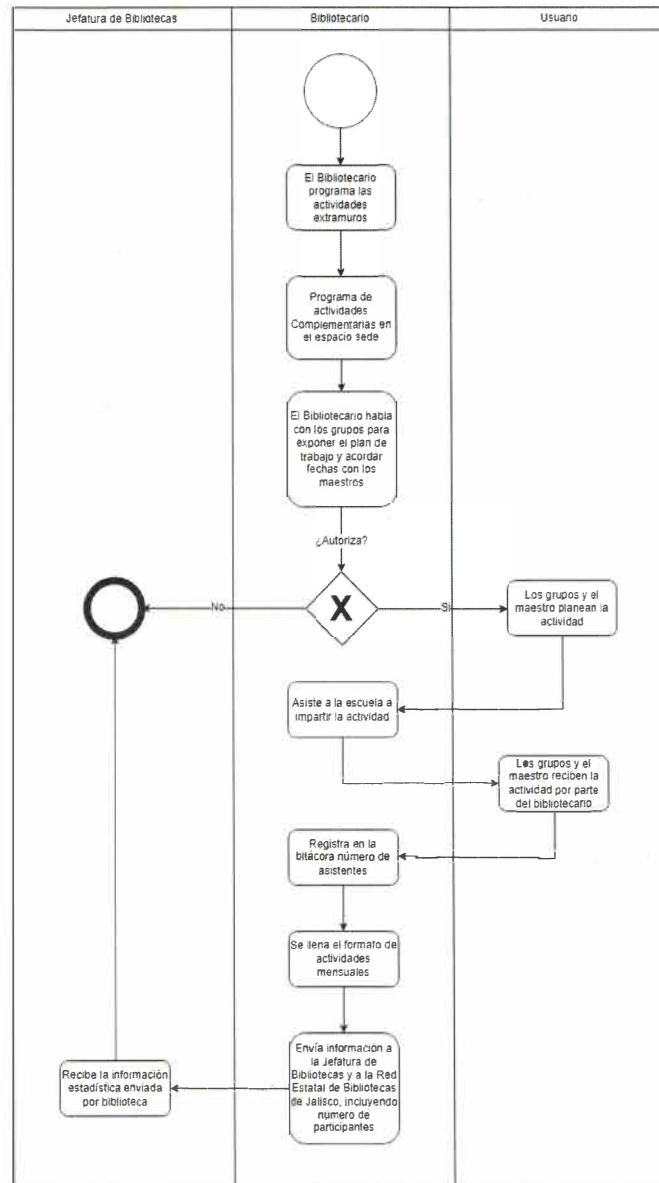 Jefatura de Bibliotecas
Bibliotecario
Usuario
El Bibliotecario
programa las
actividades
extramuros
Programa de
actividades
Complementarias en
el espacio sede
El Bibliotecario habla
con los grupos para
exponer el plan de
trabajo y acordar
fechas con los
maestros
¿Autoriza?
No
X
Si
Los grupos y el
maestro planean la
actividad
Asiste a la escuela a
impartir la actividad
Los grupos y el
maestro reciben la
actividad por parte
del bibliotecario
Registra en la
bitácora número de
asistentes
Se llena el formato de
actividades
mensuales
Envía información a
la Jefatura de
Bibliotecas y a la Red
Estatal de Bibliotecas
de Jalisco, incluyendo
número de
participantes
Recibe la información
estadística enviada
por biblioteca